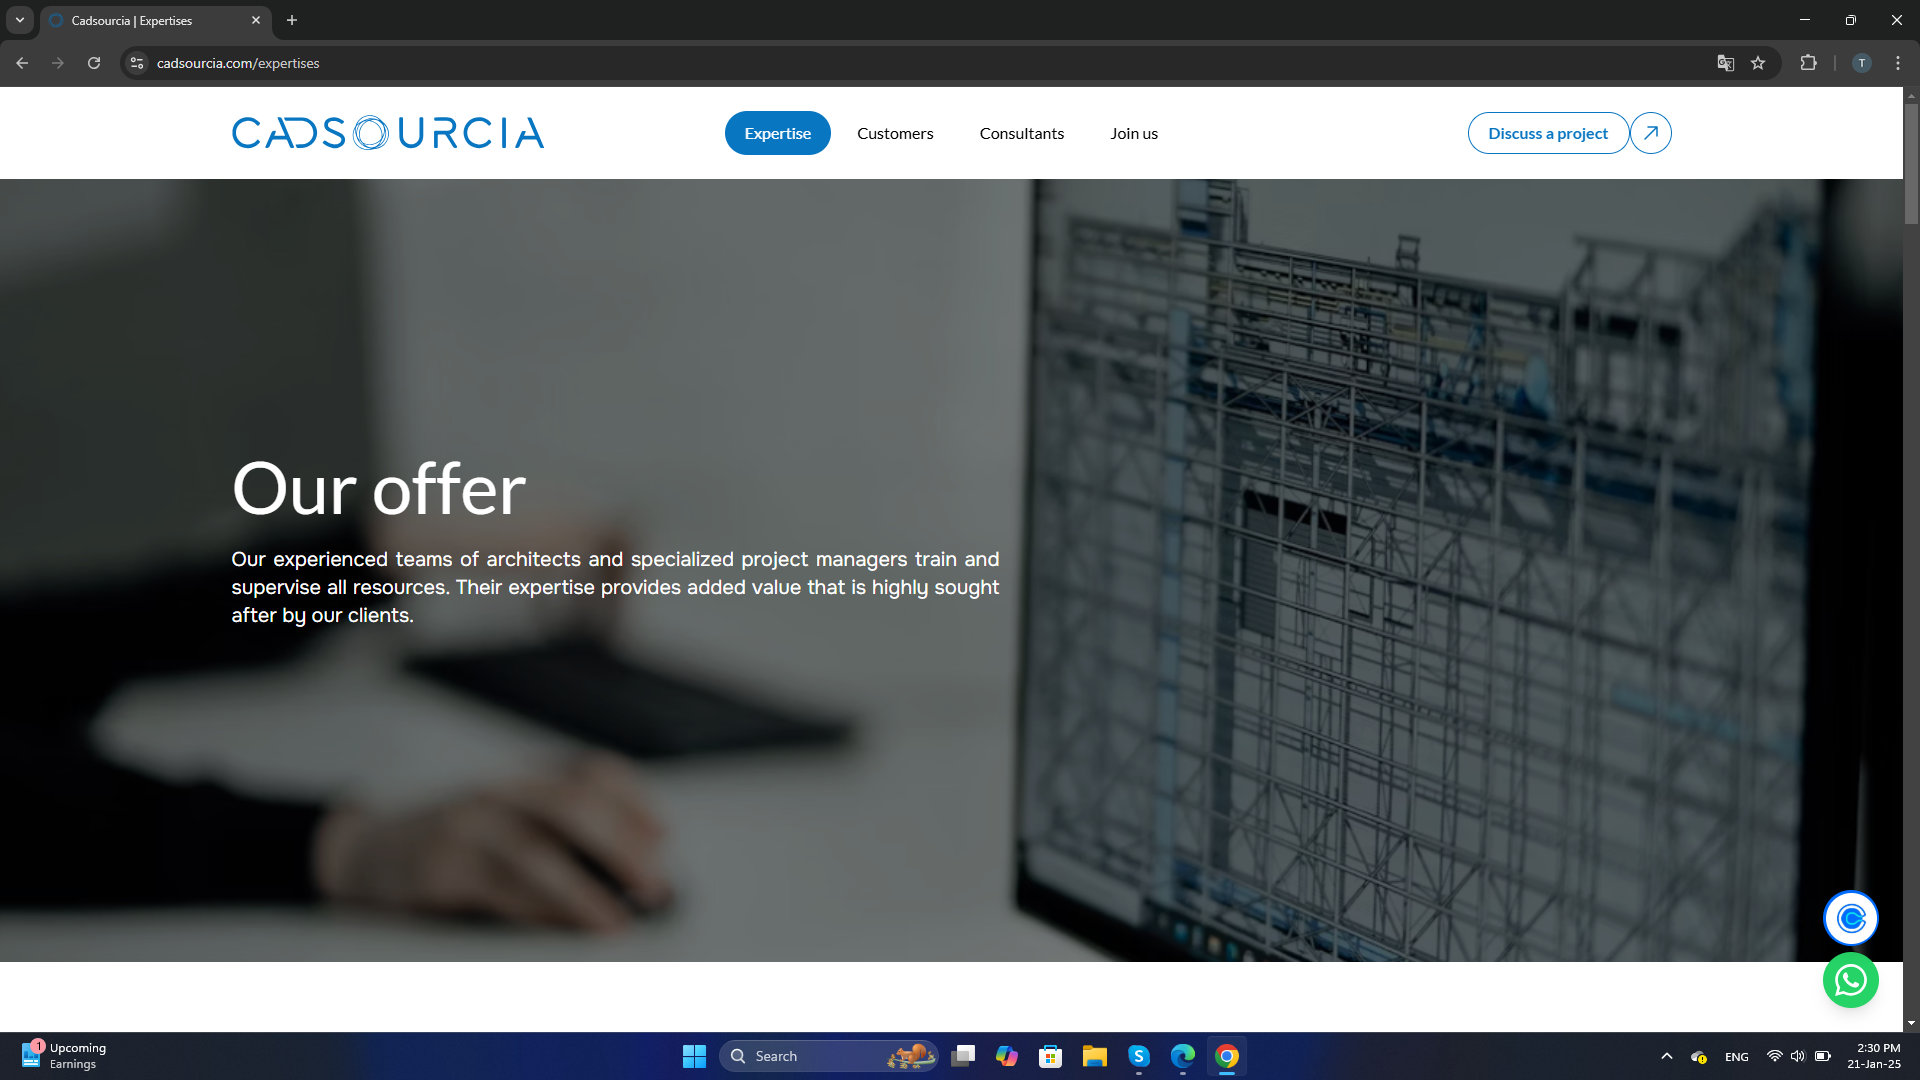 Cadsourcia | Expertises
cadsourcia.com/expertises
T
CADSOURCIA
Expertise
Customers
Consultants
Join us
Discuss a project
Our offer
Our experienced teams of architects and specialized project managers train and
supervise all resources. Their expertise provides added value that is highly sought
after by our clients.
1
Upcoming
Earnings
Search
S
ENG
2:30 PM
21-Jan-25